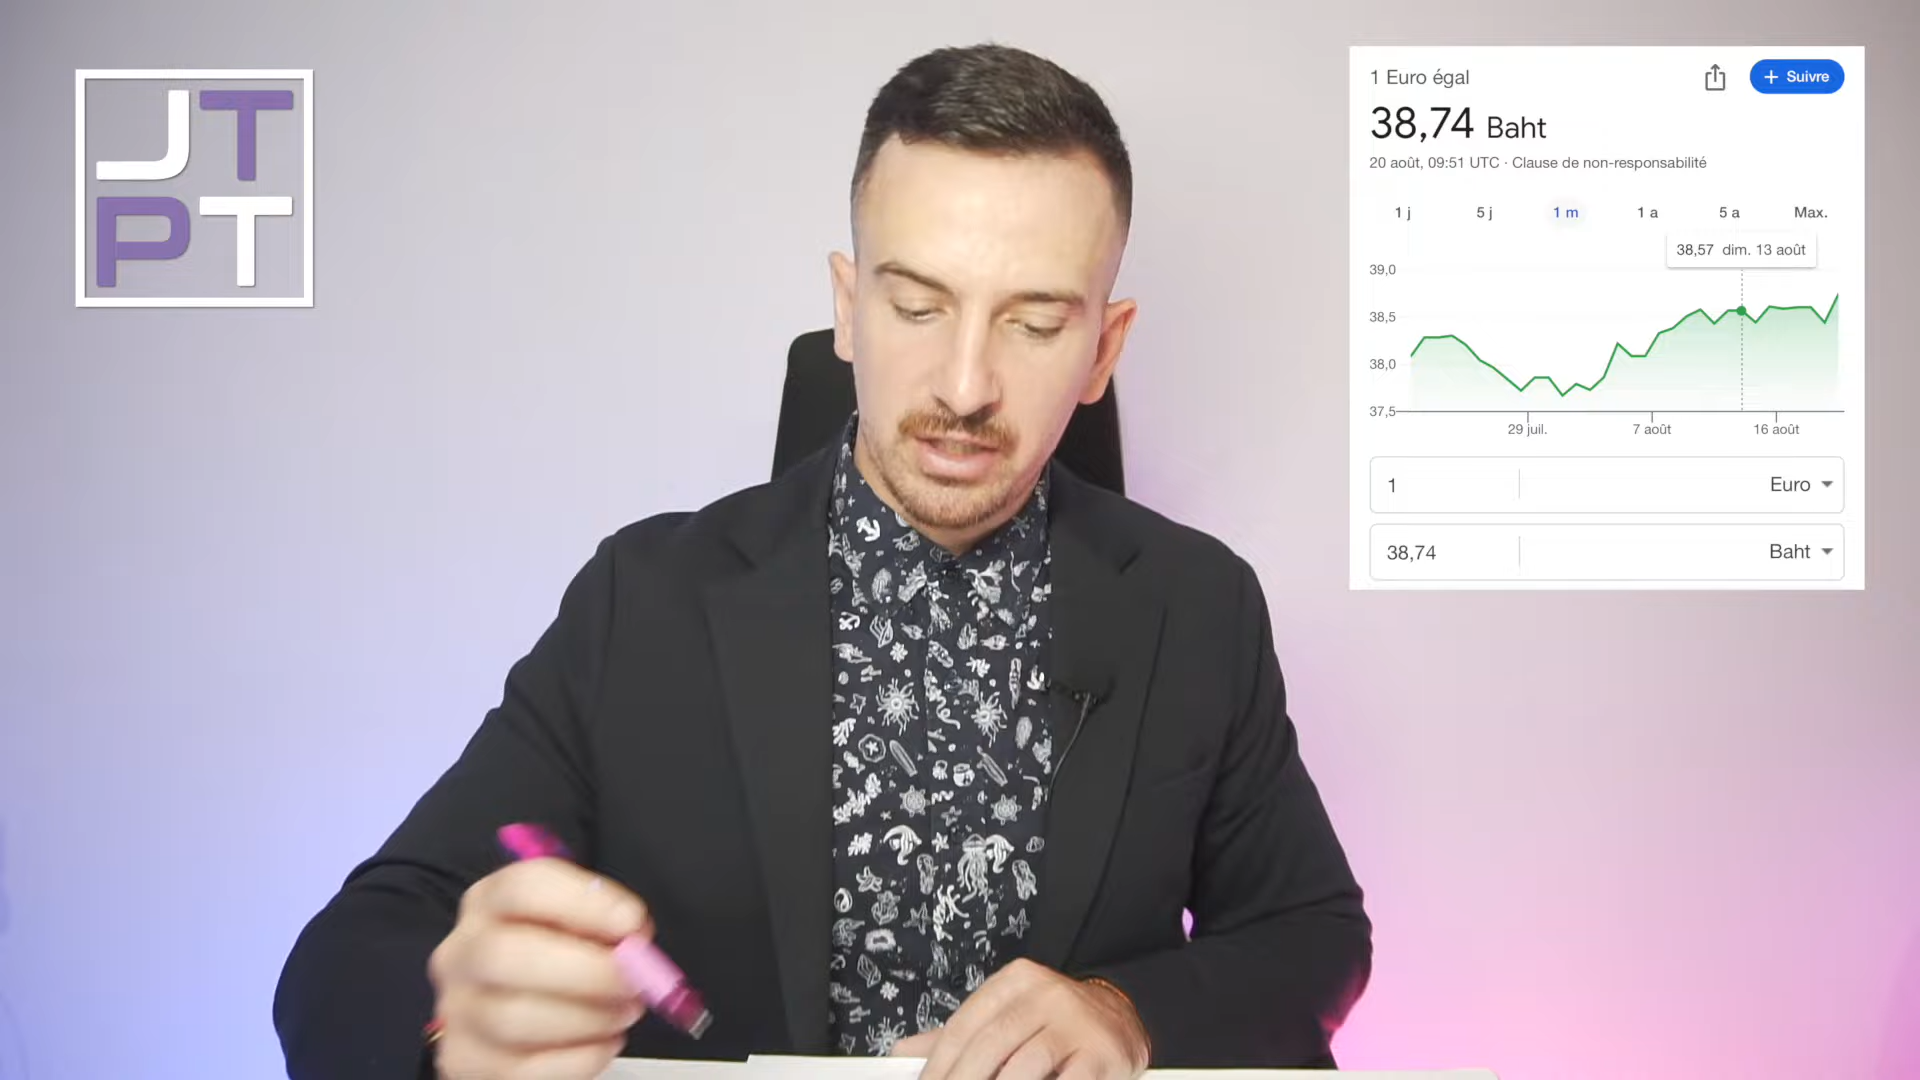 JT
PT
1 Euro égal
Suivre
38,74 Baht
20 août, 09:51 UTC · Clause de non-responsabilité
1 j 5 j 1 m 1 a 5 a Max.
38,57 dim. 13 août
39,0
38,5
38,0
37,5
29 juil. 7 août 16 août
1 Euro
38,74 Baht